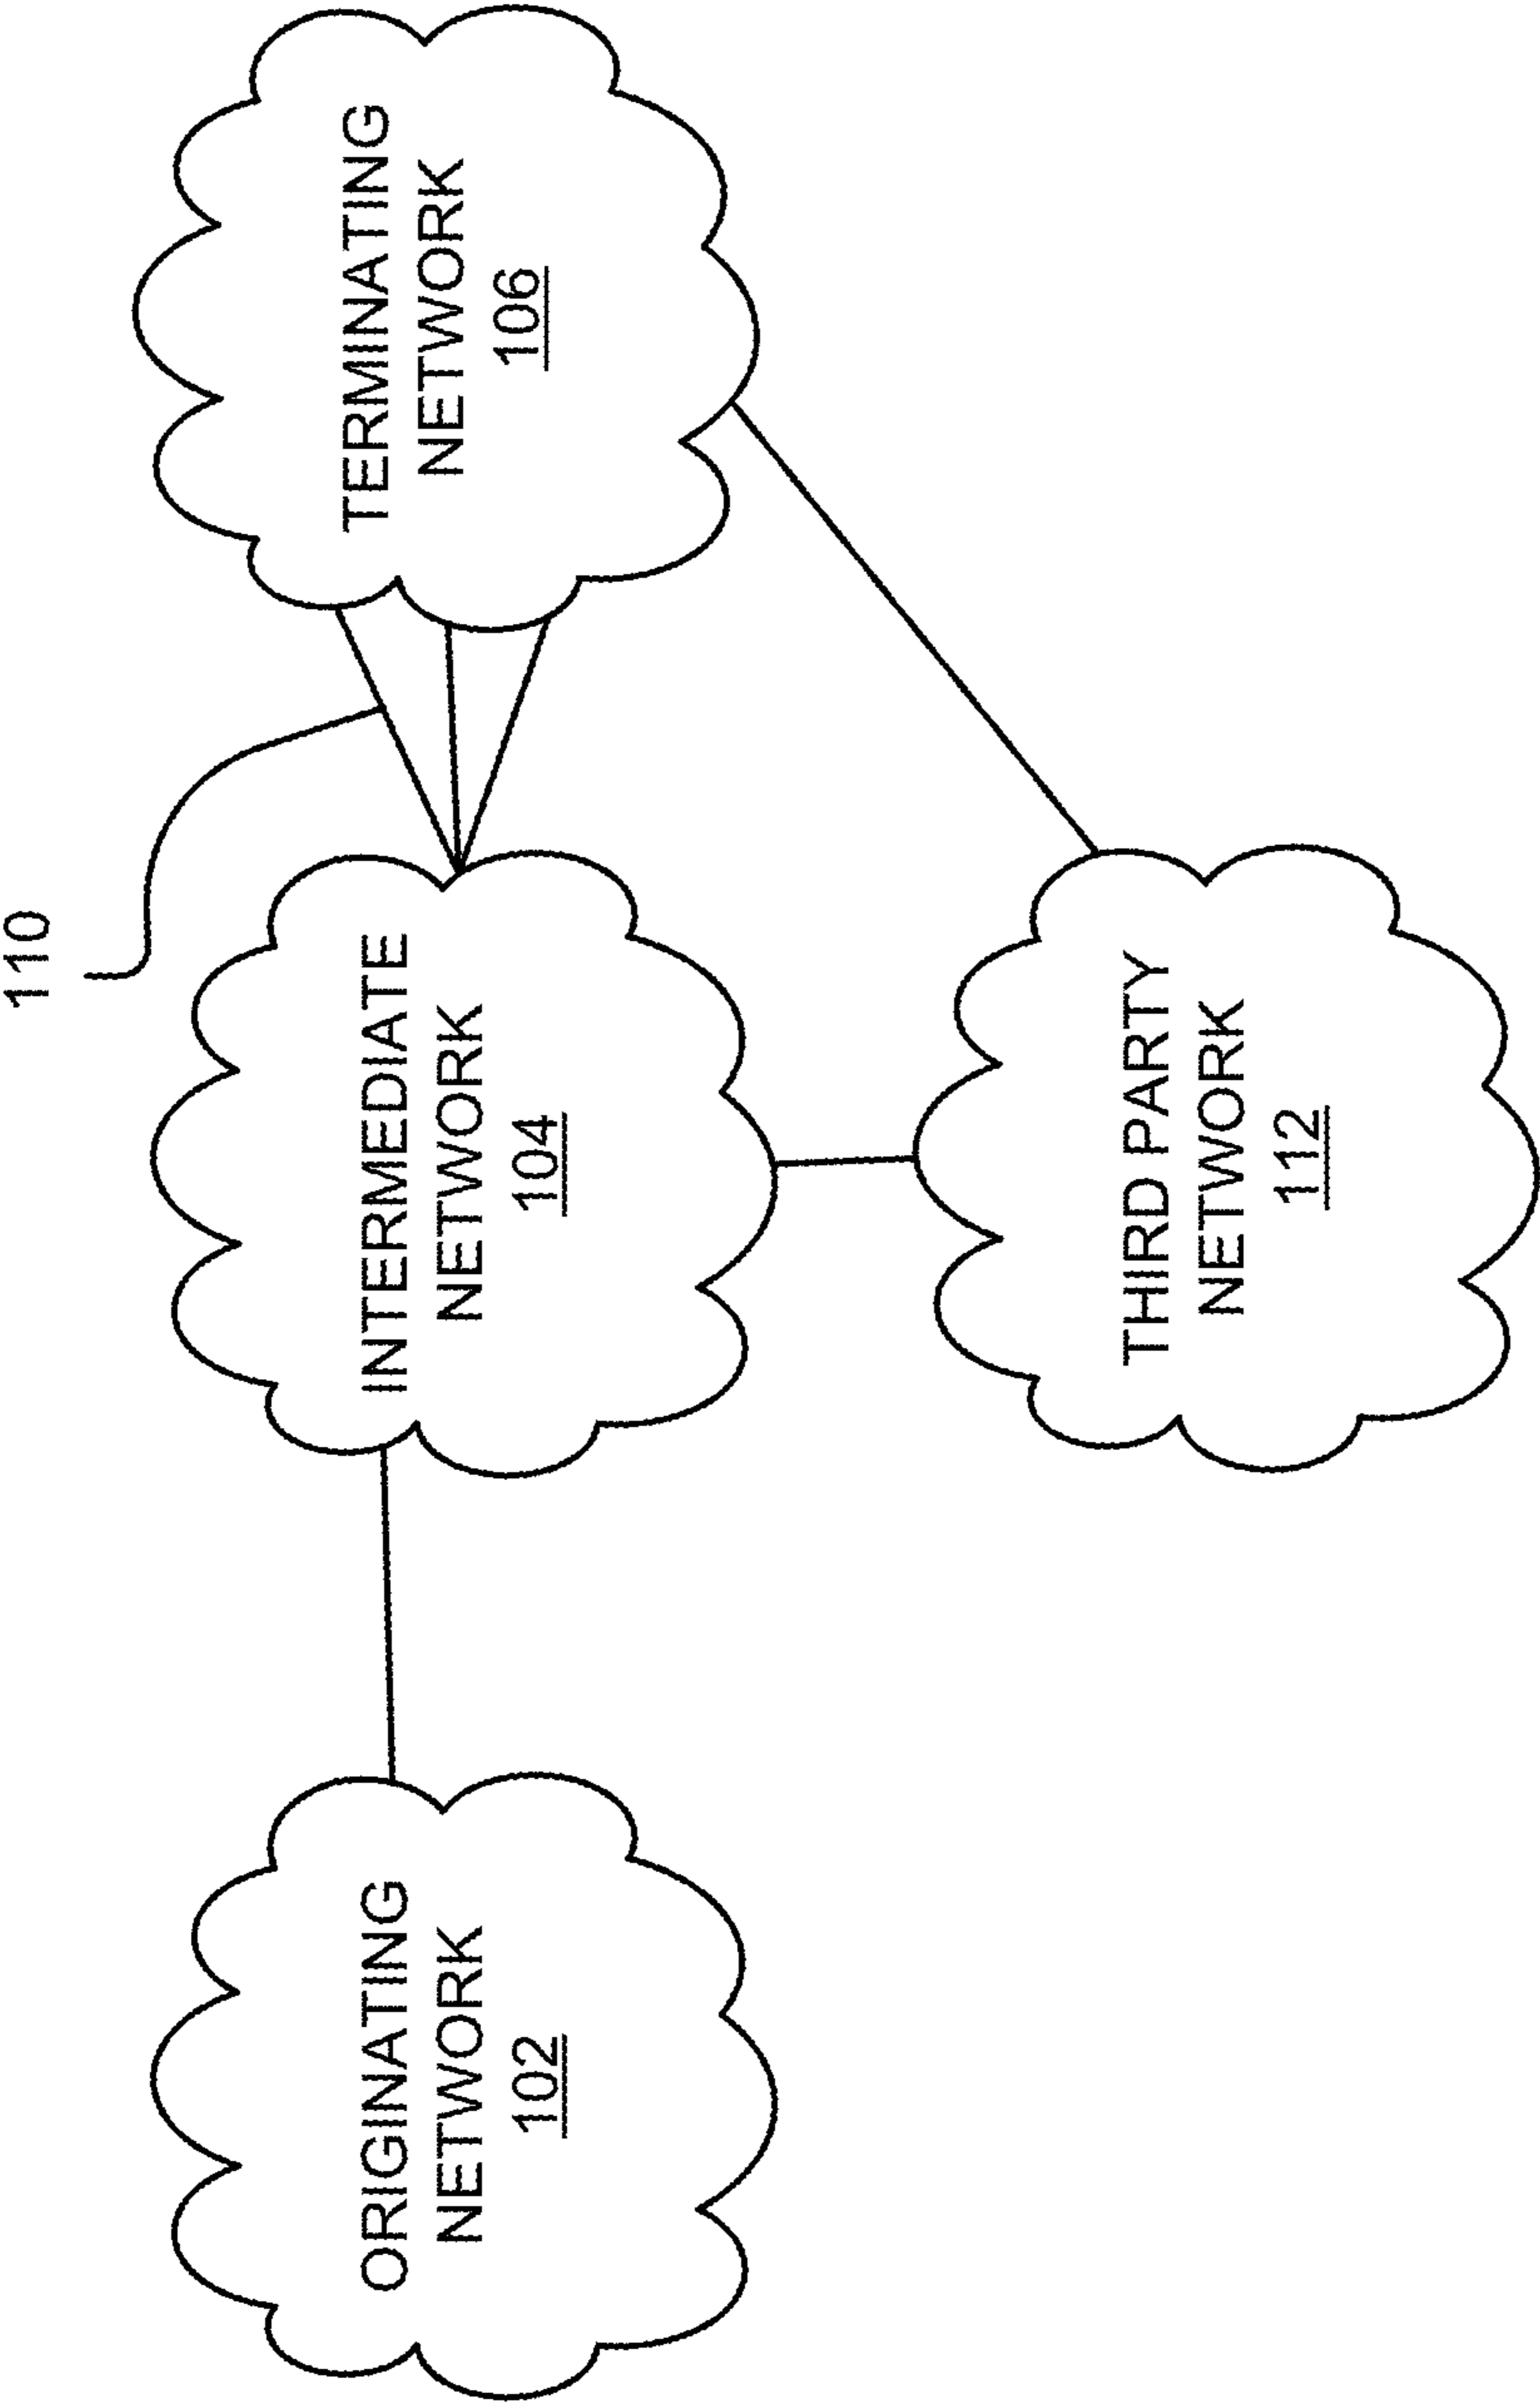 110
ORIGINATING
NETWORK
102
INTERMEDIATE
NETWORK
104
TERMINATING
NETWORK
106
THIRD PARTY
NETWORK
112